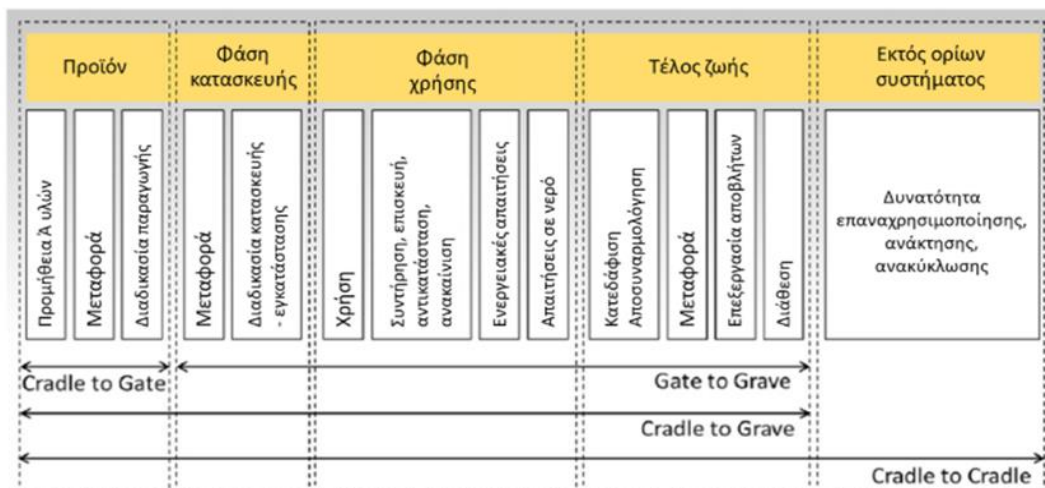 Προϊόν
Φάση
κατασκευής
Φάση
χρήσης
Τέλος ζωής
Εκτός ορίων
συστήματος
Προμήθεια Ά υλών
Μεταφορά
Διαδικασία παραγωγής
Μεταφορά
Διαδικασία κατασκευής
- εγκατάστασης
Χρήση
Συντήρηση, επισκευή,
αντικατάσταση,
ανακαίνιση
Ενεργειακές απαιτήσεις
Απαιτήσεις σε νερό
Κατεδάφιση
Αποσυναρμολόγηση
Μεταφορά
Επεξεργασία αποβλήτων
Διάθεση
Δυνατότητα
επαναχρησιμοποίησης,
ανάκτησης,
ανακύκλωσης
Cradle to Gate
Gate to Grave
Cradle to Grave
Cradle to Cradle